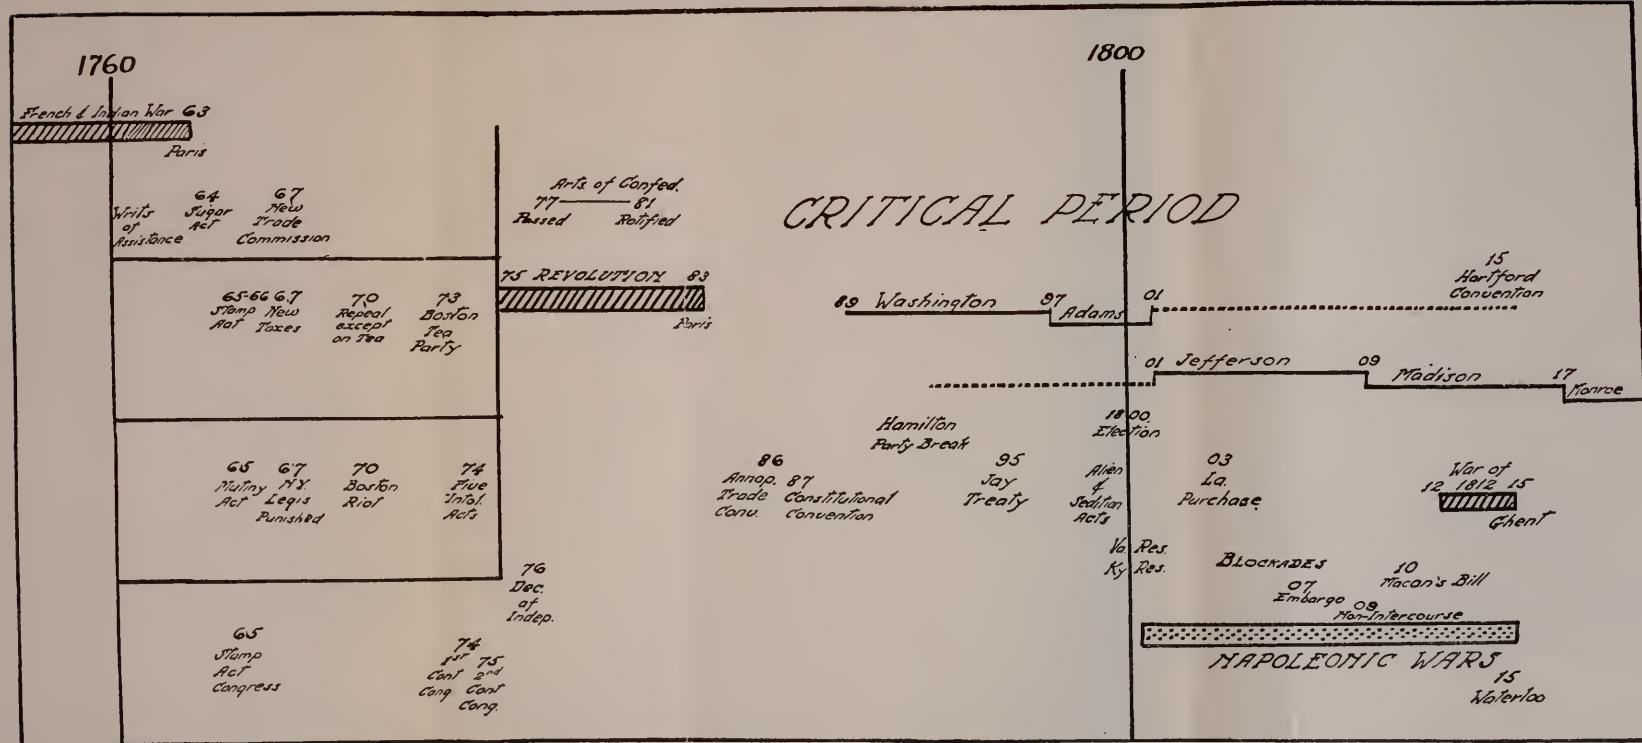 1760
1800
French & Indian War 63
Paris
Writs
of
Assistance
64
Sugar
Act
67
New
Trade
Commission
Arts of Confed.
77 81
Passed Ratified
CRITICAL PERIOD
65-66
Stamp
Act
67
New
Taxes
70
Repeal
except
on Tea
73
Boston
Tea
Party
75 REVOLUTION 83
Paris
89 Washington 97
Adams
01
15
Hartford
Convention
01 Jefferson 09
Madison 17
Monroe
Hamilton
Party Break
1800
Election
65
Mutiny
Act
67
N.Y.
Legis
Punished
70
Boston
Riot
74
Five
Intol.
Acts
86
Annap.
Trade
Conv.
87
Constitutional
Convention
95
Jay
Treaty
Alien
&
Sedition
Acts
03
La.
Purchase
War of
12 1812 15
Ghent
Va. Res.
Ky Res.
BLOCKADES
07
Embargo
09
Non-Intercourse
10
Macon's Bill
NAPOLEONIC WARS
15
Waterloo
76
Dec.
of
Indep.
65
Stamp
Act
Congress
74
1st
Cont
Cong
75
2nd
Cont
Cong.